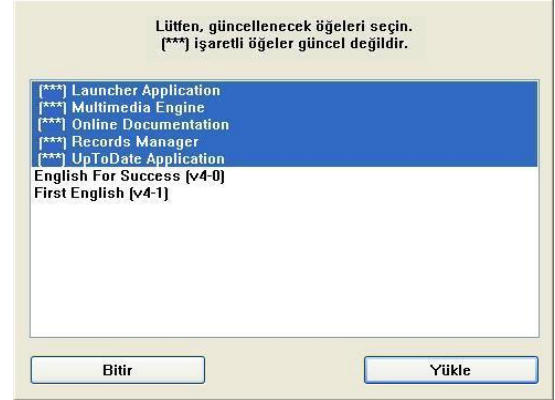 Lütfen, güncellenecek öğeleri seçin.
(***) işaretli öğeler güncel değildir.
(***) Launcher Application
(***) Multimedia Engine
(***) Online Documentation
(***) Records Manager
(***) UpToDate Application
English For Success (v4-0)
First English (v4-1)
Bitir
Yükle